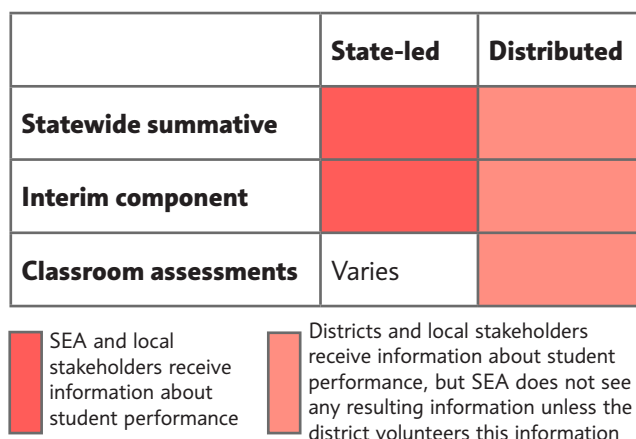 State-led Distributed
Statewide summative
Interim component
Classroom assessments Varies
SEA and local
stakeholders receive
information about
student performance
Districts and local stakeholders
receive information about student
performance, but SEA does not see
any resulting information unless the
district volunteers this information